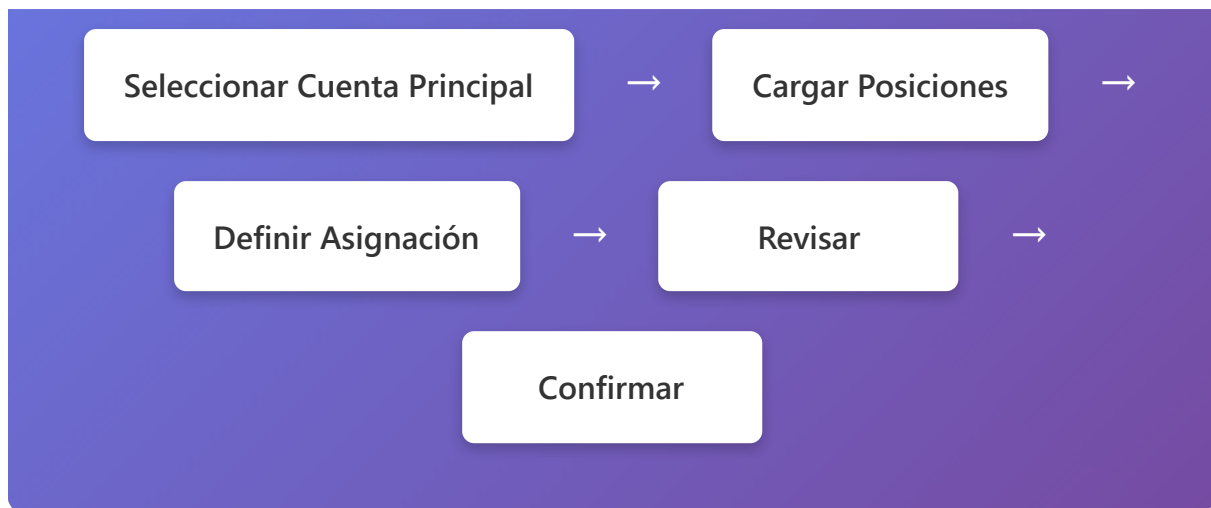 Seleccionar Cuenta Principal → Cargar Posiciones →
Definir Asignación → Revisar →
Confirmar